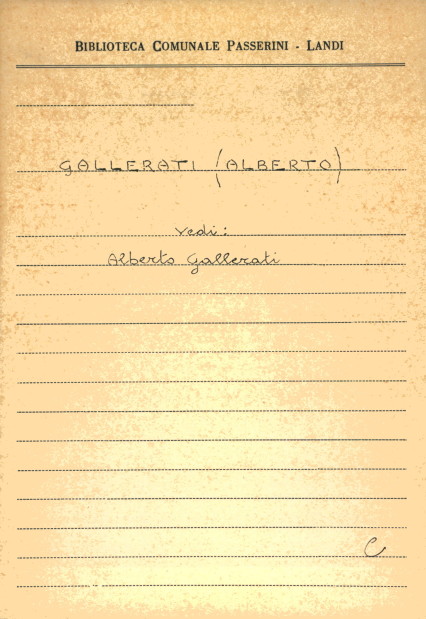 BIBLIOTECA COMUNALE PASSERINI - LANDI
GALLERATI (ALBERTO)
Vedi:
Alberto Gallerati
C